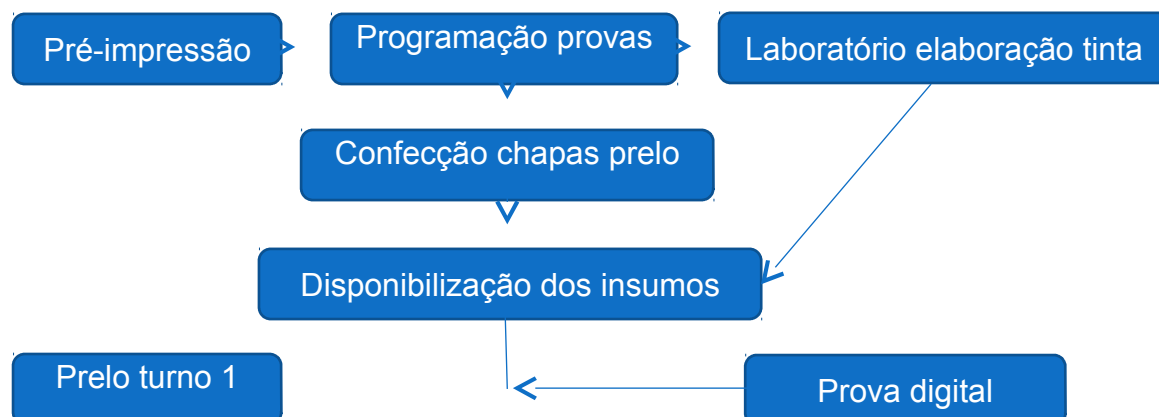 Pré-impressão
Programação provas
Laboratório elaboração tinta
Confecção chapas prelo
Disponibilização dos insumos
Prelo turno 1
Prova digital